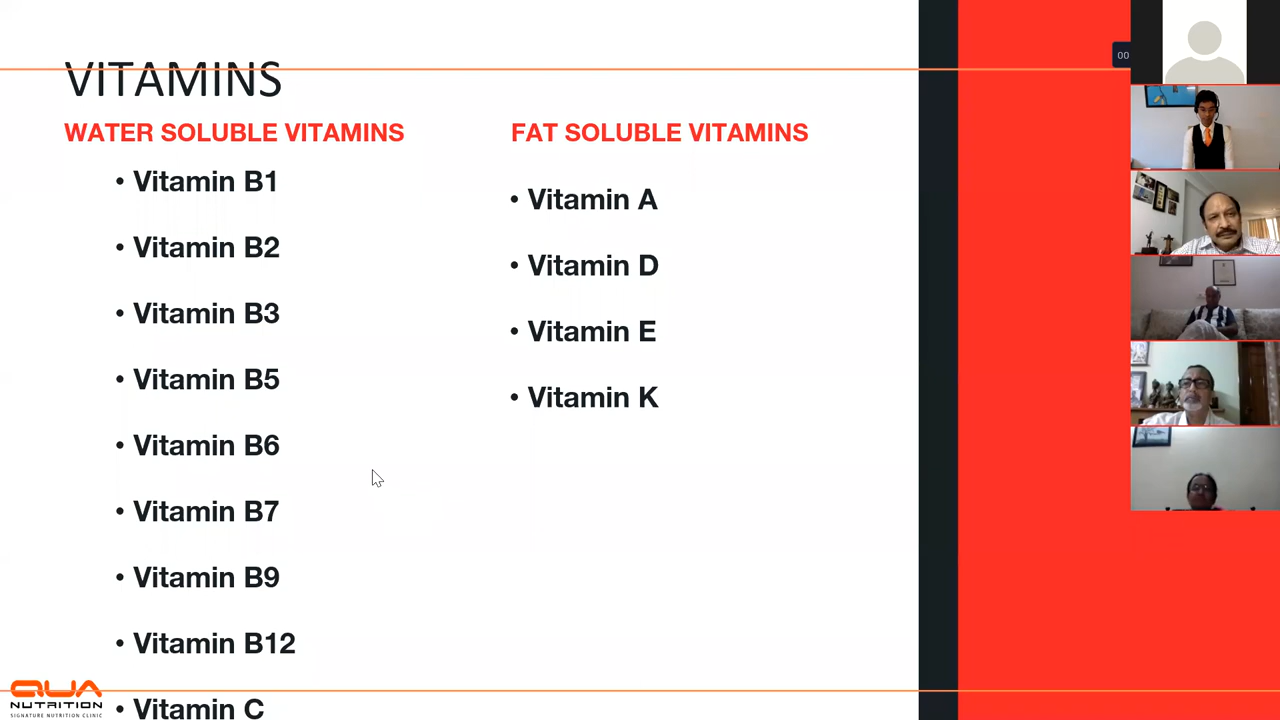 VITAMINS
WATER SOLUBLE VITAMINS
• Vitamin B1
• Vitamin B2
• Vitamin B3
• Vitamin B5
• Vitamin B6
• Vitamin B7
• Vitamin B9
• Vitamin B12
• Vitamin C
FAT SOLUBLE VITAMINS
• Vitamin A
• Vitamin D
• Vitamin E
• Vitamin K
00
QUA
NUTRITION
SIGNATURE NUTRITION CLINIC